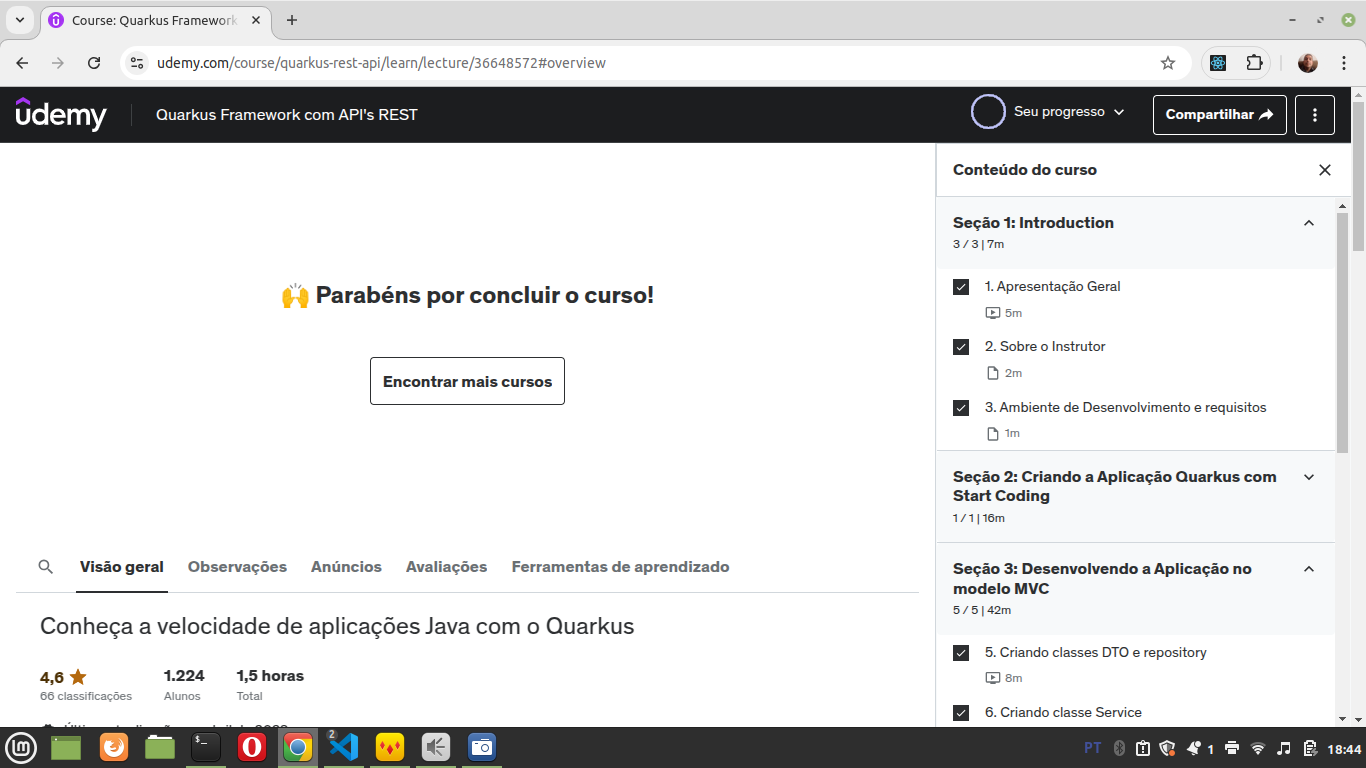 Course: Quarkus Framework
udemy.com/course/quarkus-rest-api/learn/lecture/36648572#overview
udemy
Quarkus Framework com API's REST
Seu progresso
Compartilhar
Parabéns por concluir o curso!
Encontrar mais cursos
Visão geral
Observações
Anúncios
Avaliações
Ferramentas de aprendizado
Conheça a velocidade de aplicações Java com o Quarkus
4,6
1.224
1,5 horas
66 classificações
Alunos
Total
Conteúdo do curso
Seção 1: Introduction
3 / 3 | 7m
1. Apresentação Geral
5m
2. Sobre o Instrutor
2m
3. Ambiente de Desenvolvimento e requisitos
1m
Seção 2: Criando a Aplicação Quarkus com
Start Coding
1 / 1 | 16m
Seção 3: Desenvolvendo a Aplicação no
modelo MVC
5 / 5 | 42m
5. Criando classes DTO e repository
8m
6. Criando classe Service
2
PT
1
18:44